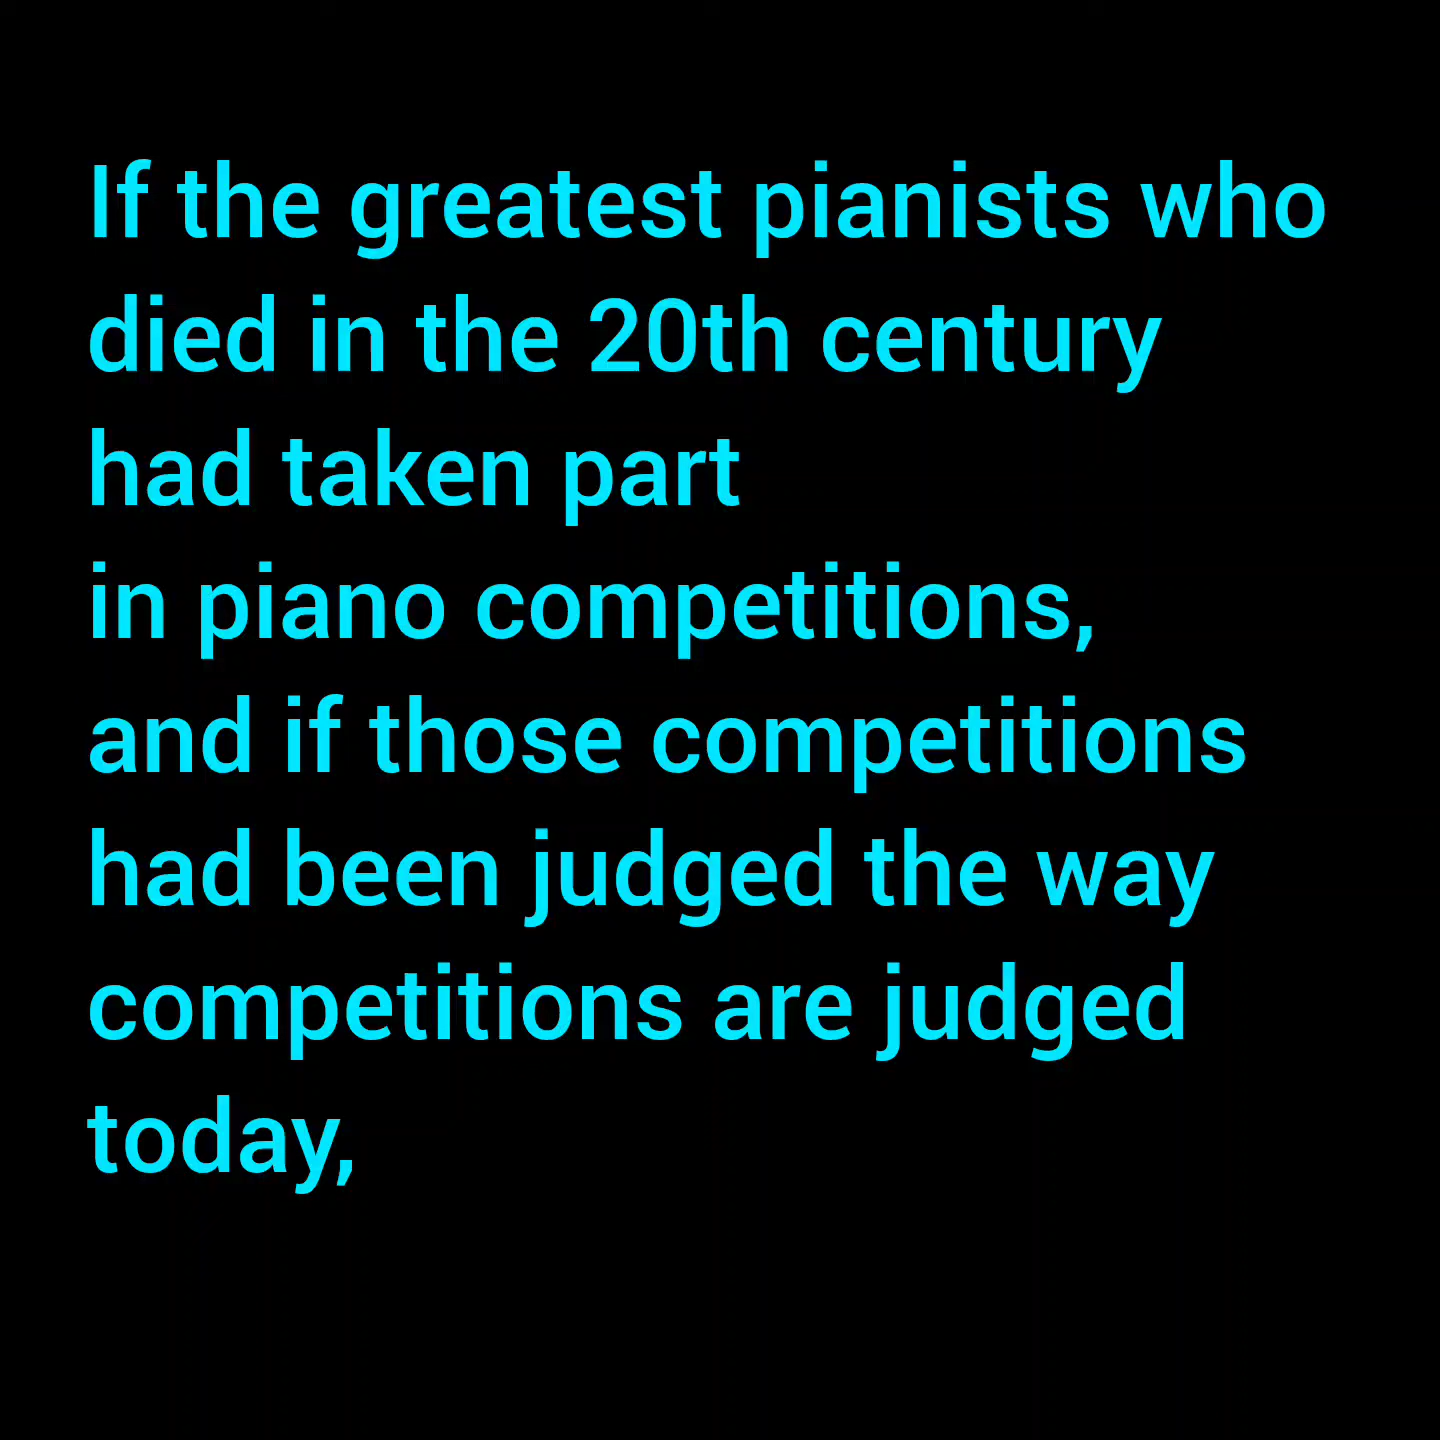 If the greatest pianists who
died in the 20th century
had taken part
in piano competitions,
and if those competitions
had been judged the way
competitions are judged
today,